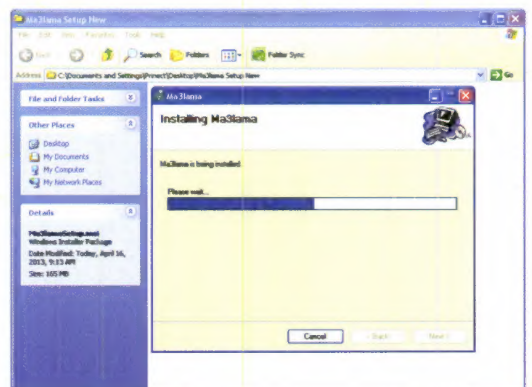 Ma3lama Setup New
File Edit View Favorites Tools Help
Back Search Folders Folder Sync
Address C:\Documents and Settings\Prinect\Desktop\Ma3lama Setup New Go
File and Folder Tasks
Other Places
Desktop
My Documents
My Computer
My Network Places
Details
Ma3lamaSetup.msi
Windows Installer Package
Date Modified: Today, April 16,
2013, 9:13 AM
Size: 165 MB
Ma3lama
Installing Ma3lama
Ma3lama is being installed.
Please wait...
Cancel < Back Next >